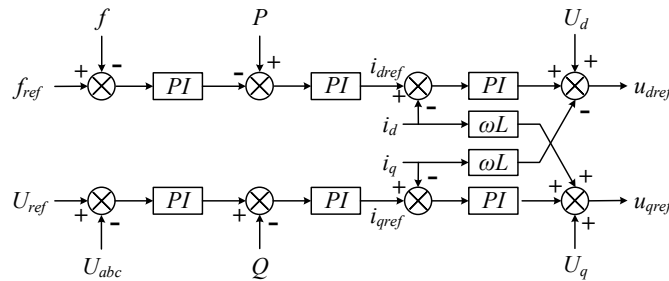 f P U_d
+ - - + + +
f_ref PI PI i_dref PI u_dref
+ - -
i_d ωL
i_q ωL
+ - + +
U_ref PI PI i_qref PI u_qref
+ - + - +
U_abc Q U_q